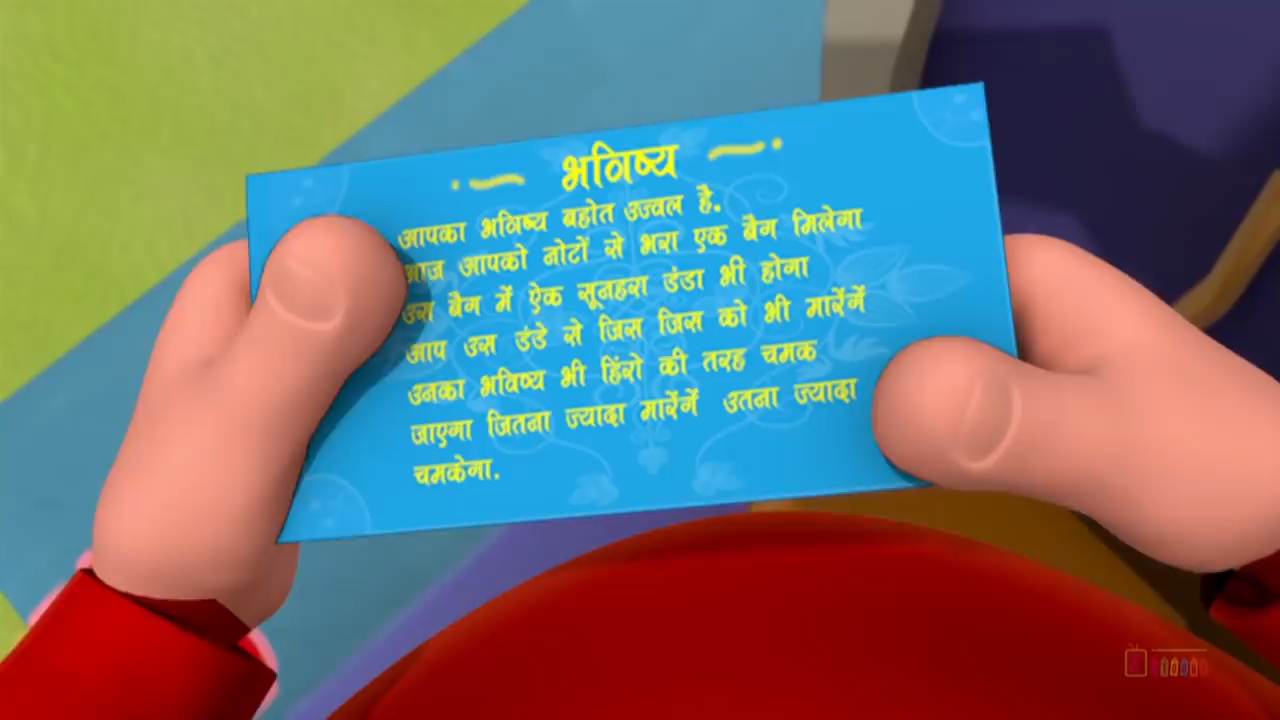 भविष्य
आपका भविष्य बहोत उज्वल है.
आज आपको नोटों से भरा एक बैग मिलेगा
उस बैग में ऐक सूनहरा डंडा भी होगा
आप उस डंडे से जिस जिस को भी मारेंगें
उनका भविष्य भी हिंरो की तरह चमक
जाएगा जितना ज्यादा मारेंगें उतना ज्यादा
चमकेगा.